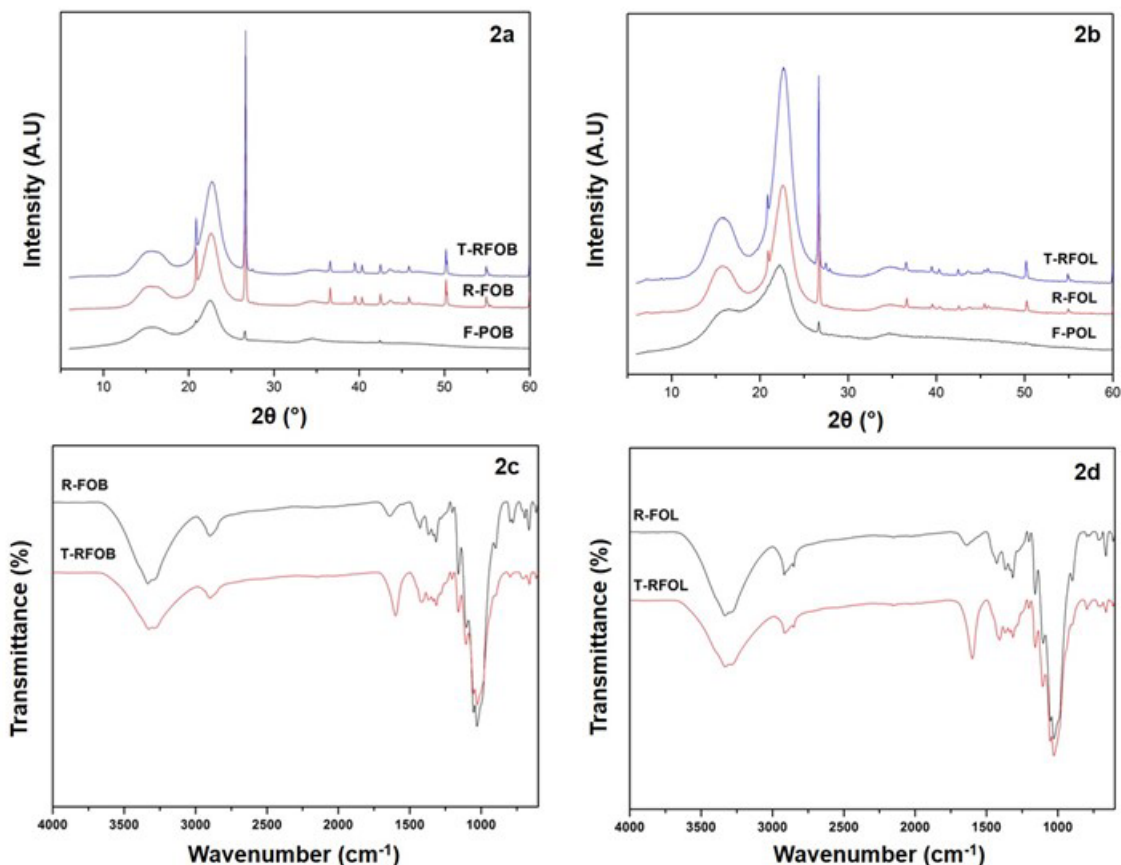 2a
Intensity (A.U)
T-RFOB
R-FOB
F-POB
10 20 30 40 50 60
2θ (°)
2b
Intensity (A.U)
T-RFOL
R-FOL
F-POL
10 20 30 40 50 60
2θ (°)
2c
R-FOB
T-RFOB
Transmittance (%)
4000 3500 3000 2500 2000 1500 1000
Wavenumber (cm⁻¹)
2d
R-FOL
T-RFOL
Transmittance (%)
4000 3500 3000 2500 2000 1500 1000
Wavenumber (cm⁻¹)